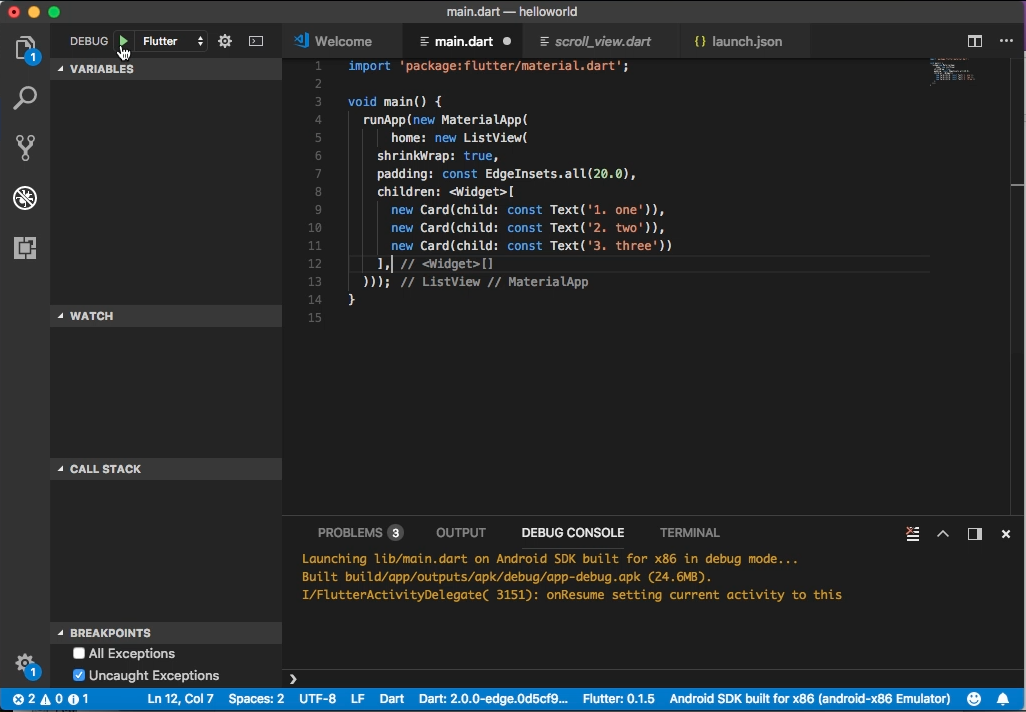 main.dart — helloworld
DEBUG Flutter
Welcome main.dart scroll_view.dart {} launch.json
1
VARIABLES
1 import 'package:flutter/material.dart';
2
3 void main() {
4 runApp(new MaterialApp(
5 home: new ListView(
6 shrinkWrap: true,
7 padding: const EdgeInsets.all(20.0),
8 children: <Widget>[
9 new Card(child: const Text('1. one')),
10 new Card(child: const Text('2. two')),
11 new Card(child: const Text('3. three'))
12 ], // <Widget>[]
13 ))); // ListView // MaterialApp
14 }
15
WATCH
CALL STACK
BREAKPOINTS
All Exceptions
Uncaught Exceptions
1
PROBLEMS 3 OUTPUT DEBUG CONSOLE TERMINAL
Launching lib/main.dart on Android SDK built for x86 in debug mode...
Built build/app/outputs/apk/debug/app-debug.apk (24.6MB).
I/FlutterActivityDelegate( 3151): onResume setting current activity to this
2 0 1 Ln 12, Col 7 Spaces: 2 UTF-8 LF Dart Dart: 2.0.0-edge.0d5cf9... Flutter: 0.1.5 Android SDK built for x86 (android-x86 Emulator)